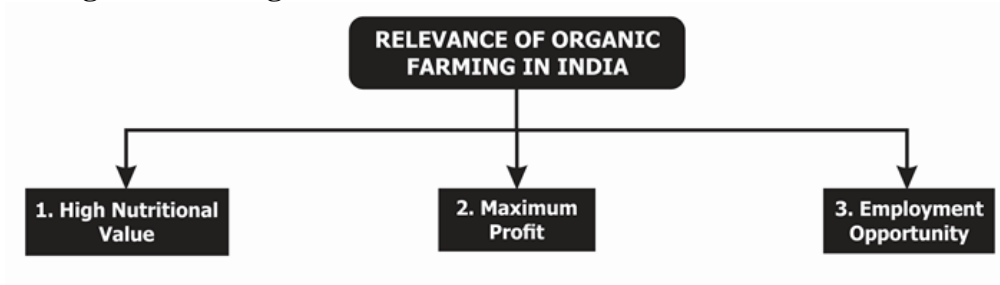 RELEVANCE OF ORGANIC
FARMING IN INDIA
1. High Nutritional
Value
2. Maximum
Profit
3. Employment
Opportunity